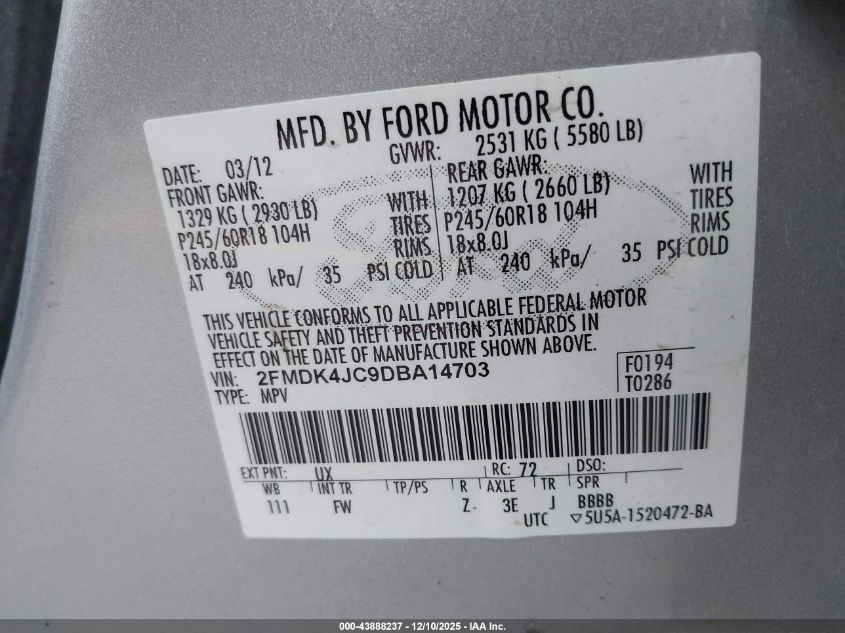 MFD. BY FORD MOTOR CO.
DATE: 03/12 GVWR: 2531 KG ( 5580 LB)
FRONT GAWR: REAR GAWR:
1329 KG ( 2930 LB) WITH 1207 KG ( 2660 LB) WITH
P245/60R18 104H TIRES P245/60R18 104H TIRES
18x8.0J RIMS 18x8.0J RIMS
AT 240 kPa/ 35 PSI COLD AT 240 kPa/ 35 PSI COLD
Ford
THIS VEHICLE CONFORMS TO ALL APPLICABLE FEDERAL MOTOR
VEHICLE SAFETY AND THEFT PREVENTION STANDARDS IN
EFFECT ON THE DATE OF MANUFACTURE SHOWN ABOVE.
VIN: 2FMDK4JC9DBA14703 F0194
TYPE: MPV T0286
EXT PNT: UX RC: 72 DSO:
WB INT TR TP/PS R AXLE TR SPR
111 FW Z 3E J BBBB
UTC ▽5U5A-1520472-BA
000-43888237 - 12/10/2025 - IAA Inc.